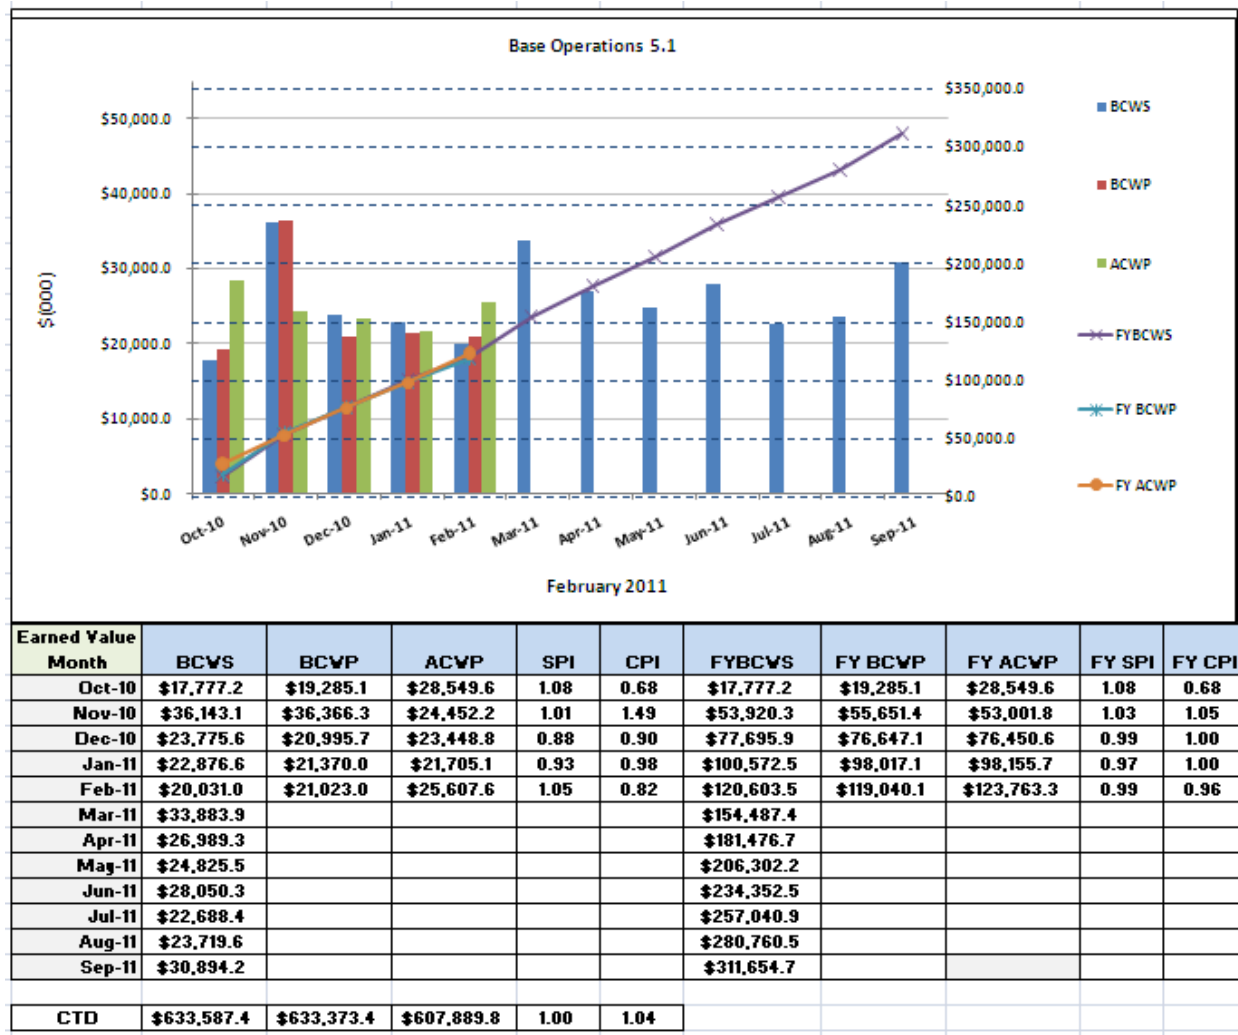 Base Operations 5.1
$(000)
$50,000.0
$40,000.0
$30,000.0
$20,000.0
$10,000.0
$0.0
$350,000.0
$300,000.0
$250,000.0
$200,000.0
$150,000.0
$100,000.0
$50,000.0
$0.0
BCWS
BCWP
ACWP
FYBCWS
FY BCWP
FY ACWP
Oct-10 Nov-10 Dec-10 Jan-11 Feb-11 Mar-11 Apr-11 May-11 Jun-11 Jul-11 Aug-11 Sep-11
February 2011
Earned Value
Month BCWS BCWP ACWP SPI CPI FYBCWS FY BCWP FY ACWP FY SPI FY CPI
Oct-10 $17,777.2 $19,285.1 $28,549.6 1.08 0.68 $17,777.2 $19,285.1 $28,549.6 1.08 0.68
Nov-10 $36,143.1 $36,366.3 $24,452.2 1.01 1.49 $53,920.3 $55,651.4 $53,001.8 1.03 1.05
Dec-10 $23,775.6 $20,995.7 $23,448.8 0.88 0.90 $77,695.9 $76,647.1 $76,450.6 0.99 1.00
Jan-11 $22,876.6 $21,370.0 $21,705.1 0.93 0.98 $100,572.5 $98,017.1 $98,155.7 0.97 1.00
Feb-11 $20,031.0 $21,023.0 $25,607.6 1.05 0.82 $120,603.5 $119,040.1 $123,763.3 0.99 0.96
Mar-11 $33,883.9 $154,487.4
Apr-11 $26,989.3 $181,476.7
May-11 $24,825.5 $206,302.2
Jun-11 $28,050.3 $234,352.5
Jul-11 $22,688.4 $257,040.9
Aug-11 $23,719.6 $280,760.5
Sep-11 $30,894.2 $311,654.7
CTD $633,587.4 $633,373.4 $607,889.8 1.00 1.04